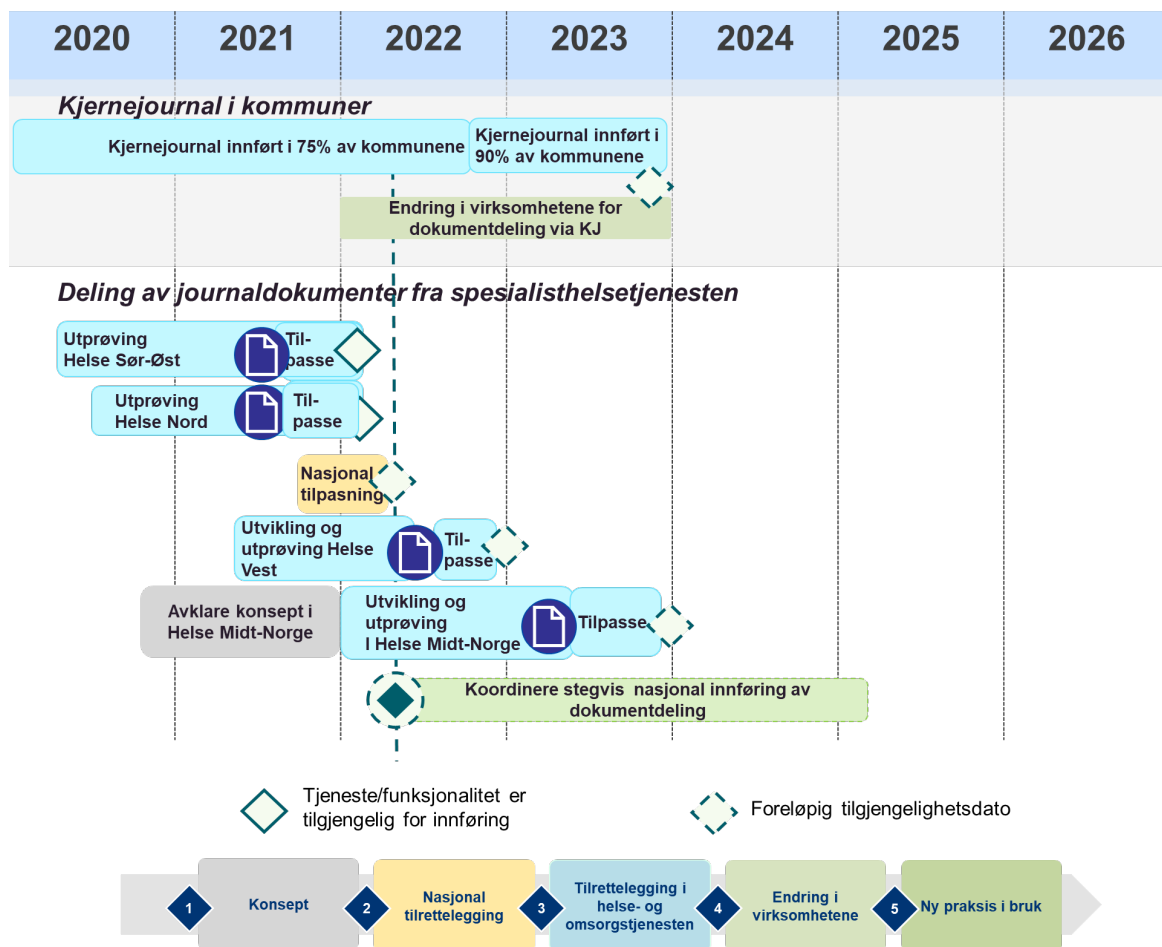 2020 2021 2022 2023 2024 2025 2026
Kjernejournal i kommuner
Kjernejournal innført i 75% av kommunene
Kjernejournal innført i
90% av kommunene
Endring i virksomhetene for
dokumentdeling via KJ
Deling av journaldokumenter fra spesialisthelsetjenesten
Utprøving
Helse Sør-Øst
Til-
passe
Utprøving
Helse Nord
Til-
passe
Nasjonal
tilpasning
Utvikling og
utprøving Helse
Vest
Til-
passe
Avklare konsept i
Helse Midt-Norge
Utvikling og
utprøving
I Helse Midt-Norge
Tilpasse
Koordinere stegvis nasjonal innføring av
dokumentdeling
Tjeneste/funksjonalitet er
tilgjengelig for innføring
Foreløpig tilgjengelighetsdato
1
Konsept
2
Nasjonal
tilrettelegging
3
Tilrettelegging i
helse- og
omsorgstjenesten
4
Endring i
virksomhetene
5
Ny praksis i bruk